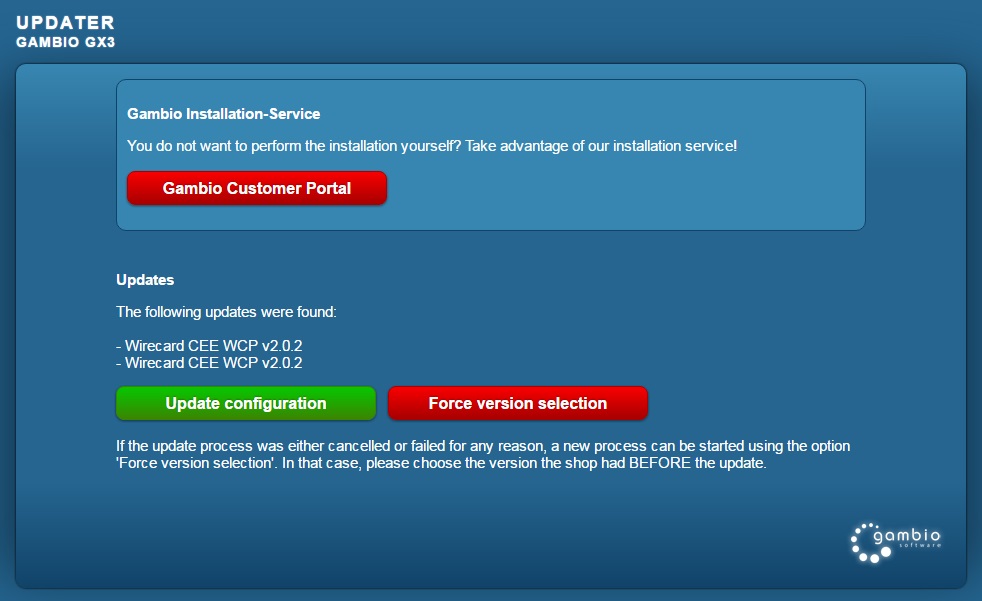 UPDATER
GAMBIO GX3
Gambio Installation-Service
You do not want to perform the installation yourself? Take advantage of our installation service!
Gambio Customer Portal
Updates
The following updates were found:
- Wirecard CEE WCP v2.0.2
- Wirecard CEE WCP v2.0.2
Update configuration
Force version selection
If the update process was either cancelled or failed for any reason, a new process can be started using the option
'Force version selection'. In that case, please choose the version the shop had BEFORE the update.
gambio
software